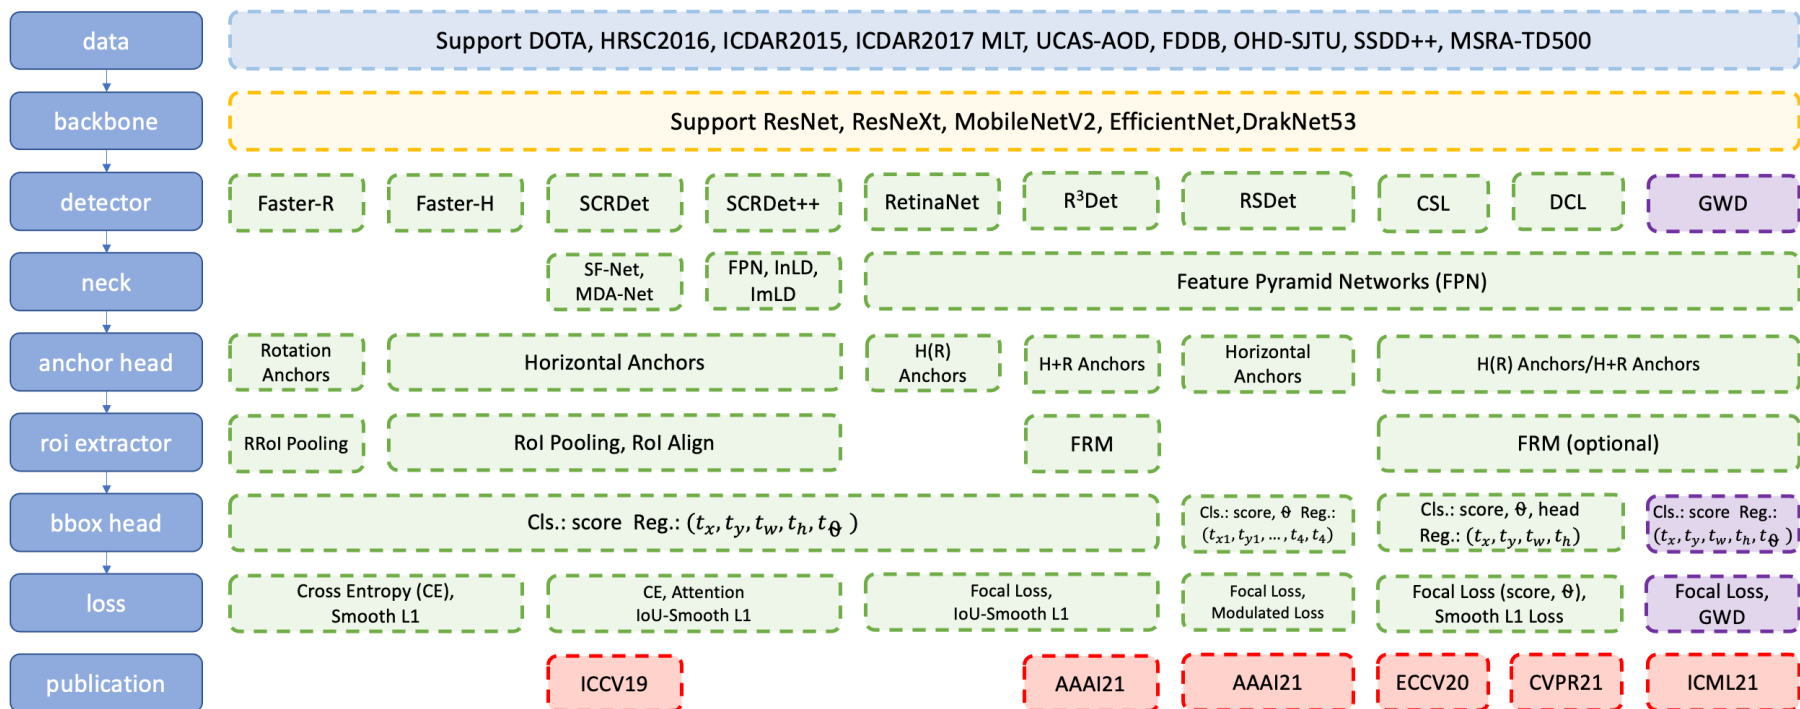 data
Support DOTA, HRSC2016, ICDAR2015, ICDAR2017 MLT, UCAS-AOD, FDDB, OHD-SJTU, SSDD++, MSRA-TD500
backbone
Support ResNet, ResNeXt, MobileNetV2, EfficientNet,DrakNet53
detector
Faster-R
Faster-H
SCRDet
SCRDet++
RetinaNet
R³Det
RSDet
CSL
DCL
GWD
neck
SF-Net,
MDA-Net
FPN, InLD,
ImLD
Feature Pyramid Networks (FPN)
anchor head
Rotation
Anchors
Horizontal Anchors
H(R)
Anchors
H+R Anchors
Horizontal
Anchors
H(R) Anchors/H+R Anchors
roi extractor
RRoI Pooling
RoI Pooling, RoI Align
FRM
FRM (optional)
bbox head
Cls.: score Reg.: (tₓ, t_y, t_w, t_h, t_θ )
Cls.: score, θ Reg.:
(t_x1, t_y1, …, t_4, t_4)
Cls.: score, θ, head
Reg.: (t_x, t_y, t_w, t_h)
Cls.: score Reg.:
(t_x, t_y, t_w, t_h, t_θ )
loss
Cross Entropy (CE),
Smooth L1
CE, Attention
IoU-Smooth L1
Focal Loss,
IoU-Smooth L1
Focal Loss,
Modulated Loss
Focal Loss (score, θ),
Smooth L1 Loss
Focal Loss,
GWD
publication
ICCV19
AAAI21
AAAI21
ECCV20
CVPR21
ICML21